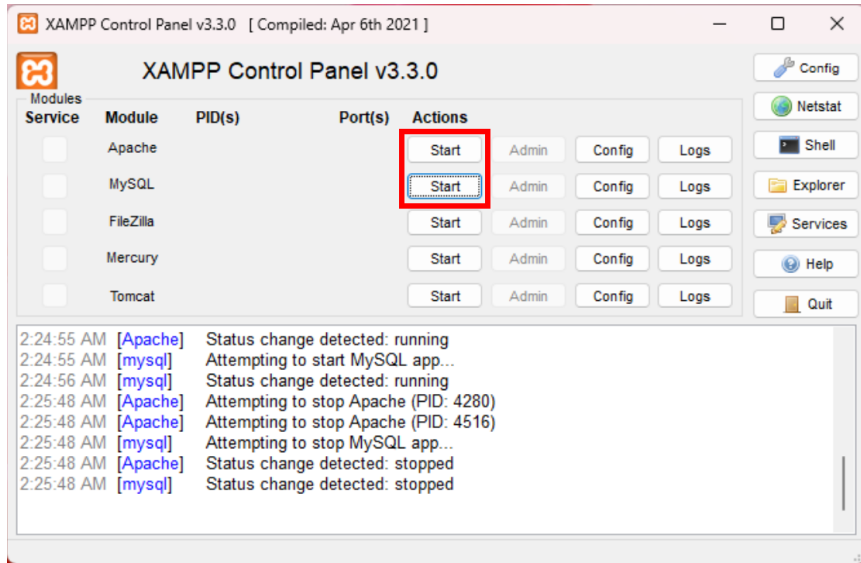 XAMPP Control Panel v3.3.0 [ Compiled: Apr 6th 2021 ]
XAMPP Control Panel v3.3.0
Config
Modules
Service Module PID(s) Port(s) Actions
Netstat
Apache Start Admin Config Logs
Shell
MySQL Start Admin Config Logs
Explorer
FileZilla Start Admin Config Logs
Services
Mercury Start Admin Config Logs
Help
Tomcat Start Admin Config Logs
Quit
2:24:55 AM [Apache] Status change detected: running
2:24:55 AM [mysql] Attempting to start MySQL app...
2:24:56 AM [mysql] Status change detected: running
2:25:48 AM [Apache] Attempting to stop Apache (PID: 4280)
2:25:48 AM [Apache] Attempting to stop Apache (PID: 4516)
2:25:48 AM [mysql] Attempting to stop MySQL app...
2:25:48 AM [Apache] Status change detected: stopped
2:25:48 AM [mysql] Status change detected: stopped